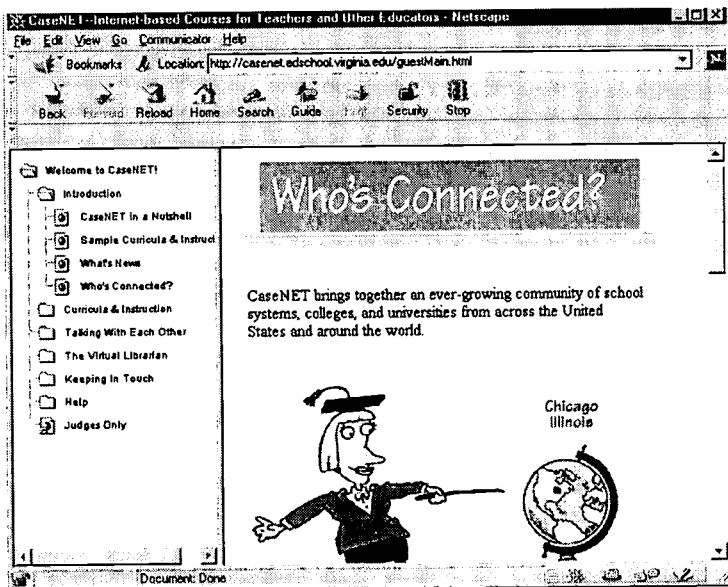 CaseNET--Internet-based Courses for Teachers and Other Educators - Netscape
File Edit View Go Communicator Help
Bookmarks Location: http://casenet.edschool.virginia.edu/guestMain.html
Back Forward Reload Home Search Guide Print Security Stop
Welcome to CaseNET!
Introduction
CaseNET in a Nutshell
Sample Curricula & Instruct
What's News
Who's Connected?
Curricula & Instruction
Talking With Each Other
The Virtual Librarian
Keeping In Touch
Help
Judges Only
Who's Connected?
CaseNET brings together an ever-growing community of school
systems, colleges, and universities from across the United
States and around the world.
Chicago
Illinois
Document: Done